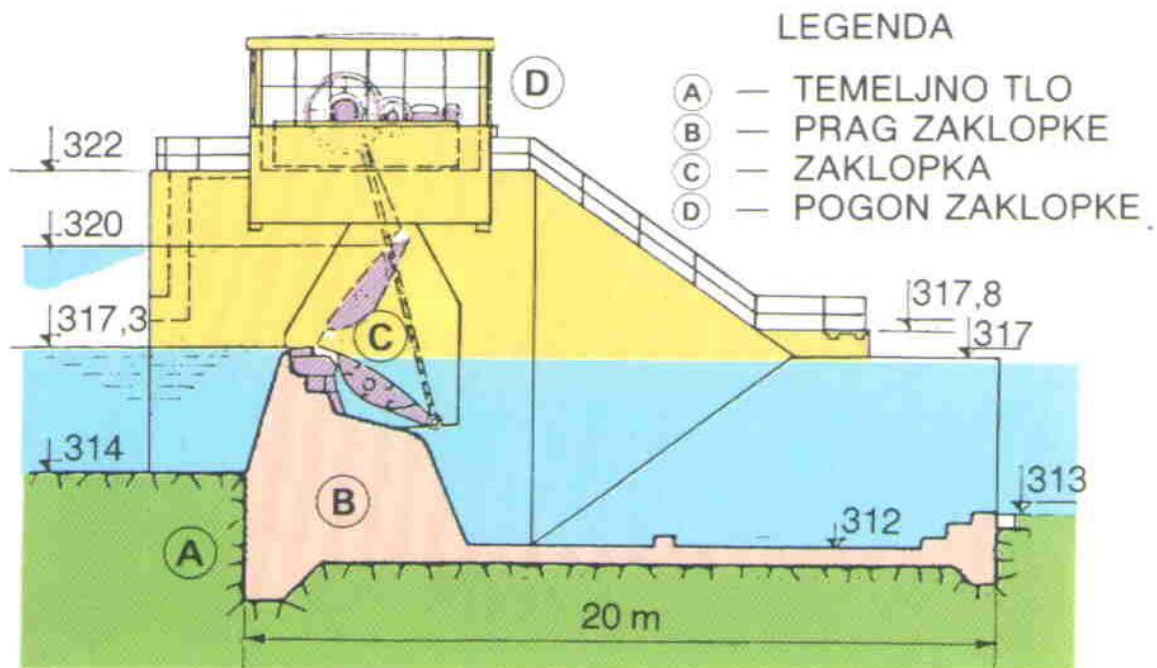 LEGENDA
A — TEMELJNO TLO
B — PRAG ZAKLOPKE
C — ZAKLOPKA
D — POGON ZAKLOPKE
D
322
320
317,3
C
317,8
317
314
B
A
313
312
20 m